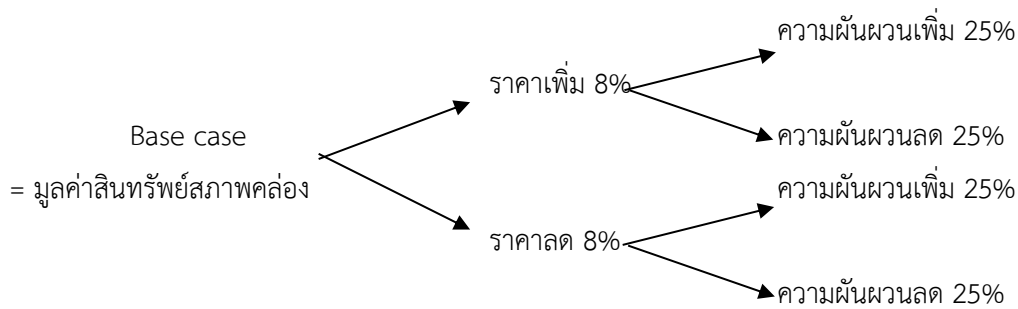 ความผันผวนเพิ่ม 25%
ราคาเพิ่ม 8%
Base case
ความผันผวนลด 25%
= มูลค่าสินทรัพย์สภาพคล่อง
ความผันผวนเพิ่ม 25%
ราคาลด 8%
ความผันผวนลด 25%